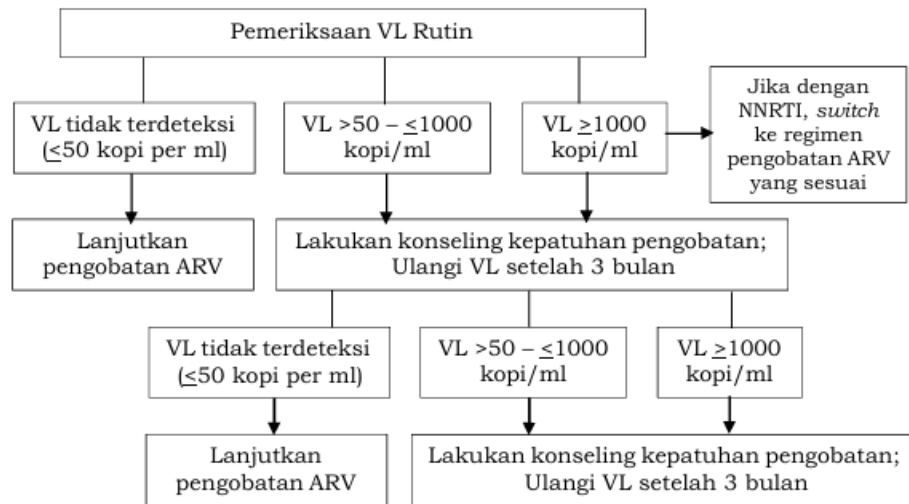 Pemeriksaan VL Rutin
VL tidak terdeteksi
(≤50 kopi per ml)
VL >50 – ≤1000
kopi/ml
VL ≥1000
kopi/ml
Jika dengan
NNRTI, switch
ke regimen
pengobatan ARV
yang sesuai
Lanjutkan
pengobatan ARV
Lakukan konseling kepatuhan pengobatan;
Ulangi VL setelah 3 bulan
VL tidak terdeteksi
(≤50 kopi per ml)
VL >50 – ≤1000
kopi/ml
VL ≥1000
kopi/ml
Lanjutkan
pengobatan ARV
Lakukan konseling kepatuhan pengobatan;
Ulangi VL setelah 3 bulan